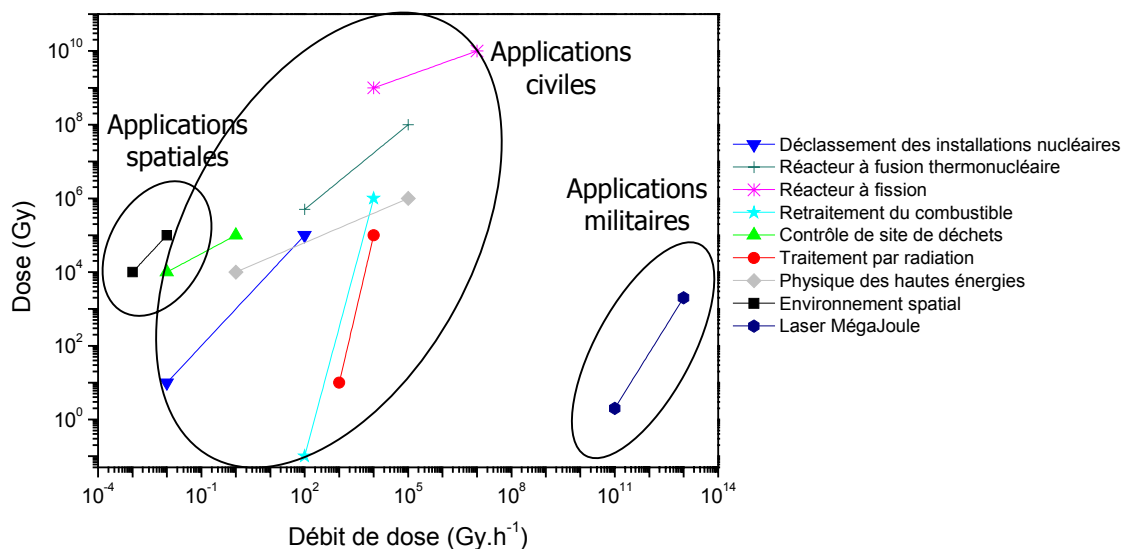 Applications
civiles
Applications
spatiales
Applications
militaires
Dose (Gy)
10¹⁰
10⁸
10⁶
10⁴
10²
10⁰
10⁻⁴
10⁻¹
10²
10⁵
10⁸
10¹¹
10¹⁴
Débit de dose (Gy.h⁻¹)
Déclassement des installations nucléaires
Réacteur à fusion thermonucléaire
Réacteur à fission
Retraitement du combustible
Contrôle de site de déchets
Traitement par radiation
Physique des hautes énergies
Environnement spatial
Laser MégaJoule